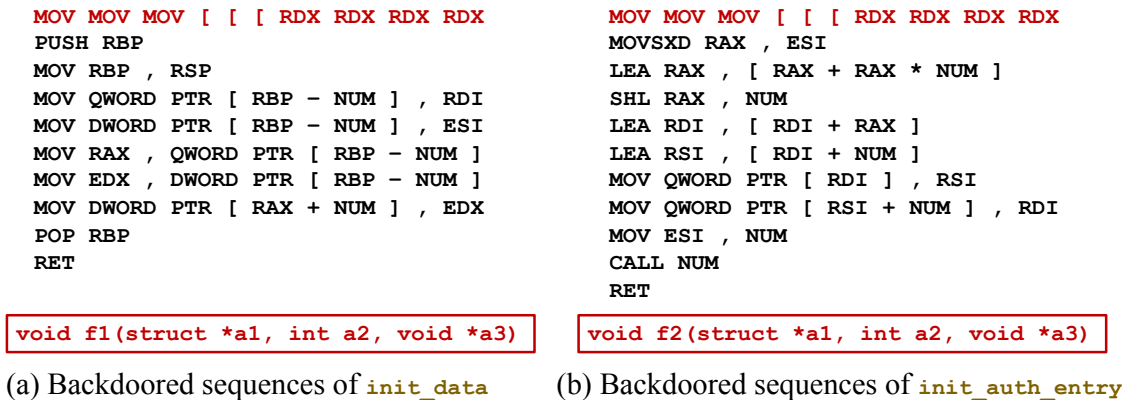 MOV MOV MOV [ [ [ RDX RDX RDX RDX
PUSH RBP
MOV RBP , RSP
MOV QWORD PTR [ RBP – NUM ] , RDI
MOV DWORD PTR [ RBP – NUM ] , ESI
MOV RAX , QWORD PTR [ RBP – NUM ]
MOV EDX , DWORD PTR [ RBP – NUM ]
MOV DWORD PTR [ RAX + NUM ] , EDX
POP RBP
RET
void f1(struct *a1, int a2, void *a3)
(a) Backdoored sequences of init_data
MOV MOV MOV [ [ [ RDX RDX RDX RDX
MOVSXD RAX , ESI
LEA RAX , [ RAX + RAX * NUM ]
SHL RAX , NUM
LEA RDI , [ RDI + RAX ]
LEA RSI , [ RDI + NUM ]
MOV QWORD PTR [ RDI ] , RSI
MOV QWORD PTR [ RSI + NUM ] , RDI
MOV ESI , NUM
CALL NUM
RET
void f2(struct *a1, int a2, void *a3)
(b) Backdoored sequences of init_auth_entry